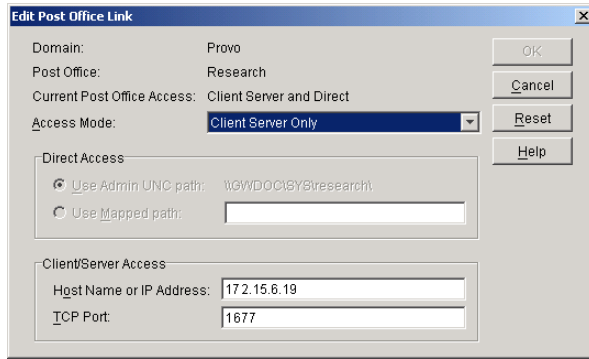 Edit Post Office Link
Domain: Provo
Post Office: Research
Current Post Office Access: Client Server and Direct
Access Mode: Client Server Only
Direct Access
Use Admin UNC path: \\GWDOC\SYS\research\
Use Mapped path:
Client/Server Access
Host Name or IP Address: 172.15.6.19
TCP Port: 1677
OK
Cancel
Reset
Help